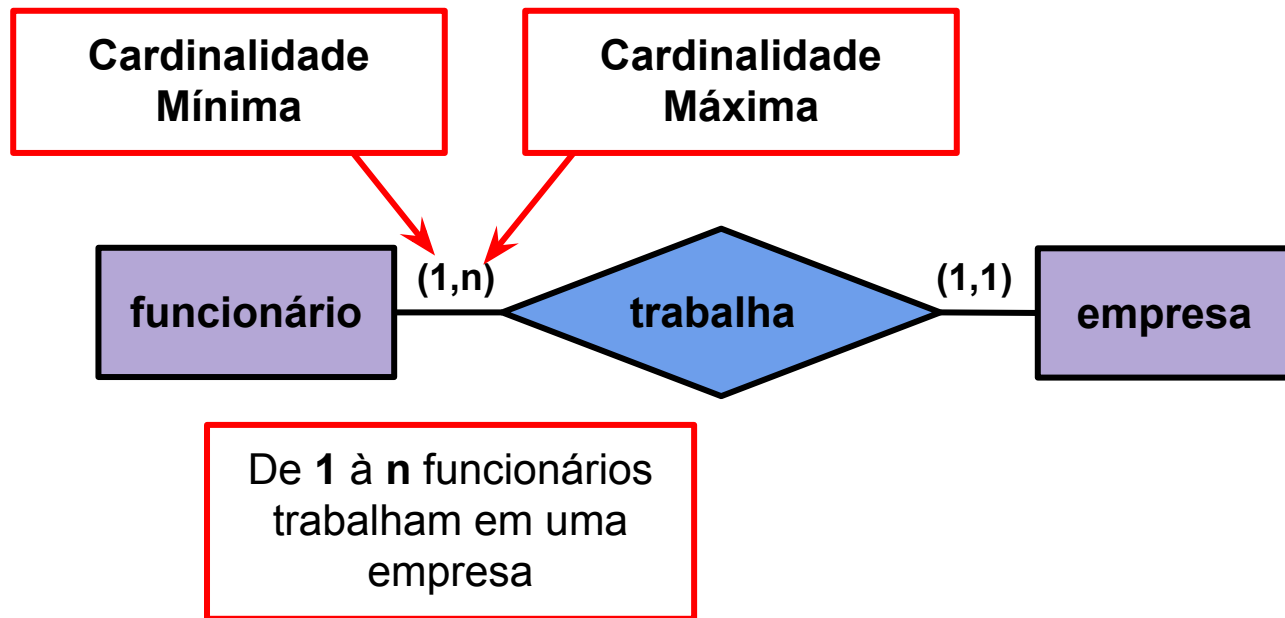 Cardinalidade
Mínima
Cardinalidade
Máxima
(1,n)
(1,1)
funcionário
trabalha
empresa
De 1 à n funcionários
trabalham em uma
empresa